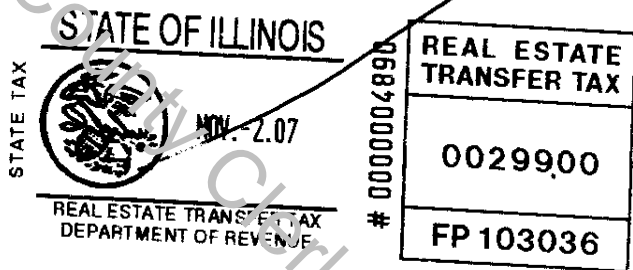 STATE OF ILLINOIS
STATE TAX
NOV.-2.07
REAL ESTATE TRANSFER TAX
DEPARTMENT OF REVENUE
# 0000004890
REAL ESTATE
TRANSFER TAX
0029900
FP 103036
County Clerk